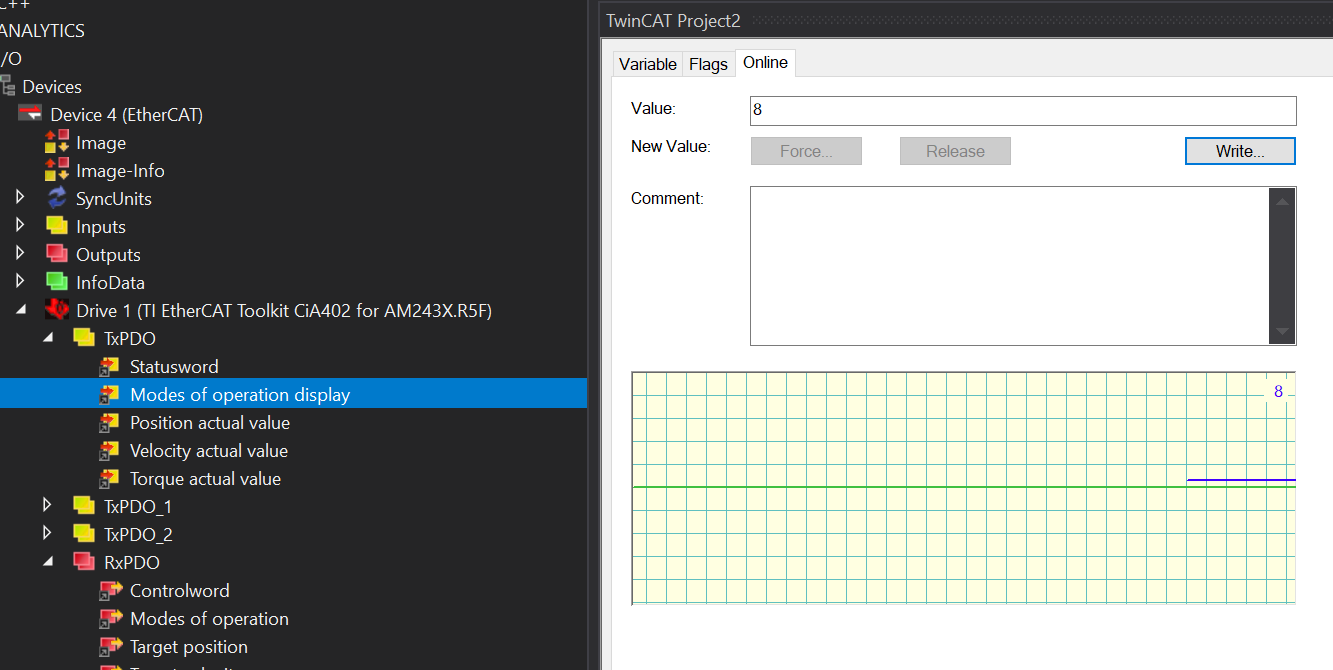 C++
ANALYTICS
I/O
Devices
Device 4 (EtherCAT)
Image
Image-Info
SyncUnits
Inputs
Outputs
InfoData
Drive 1 (TI EtherCAT Toolkit CiA402 for AM243X.R5F)
TxPDO
Statusword
Modes of operation display
Position actual value
Velocity actual value
Torque actual value
TxPDO_1
TxPDO_2
RxPDO
Controlword
Modes of operation
Target position
TwinCAT Project2
Variable Flags Online
Value: 8
New Value: Force... Release Write...
Comment:
8